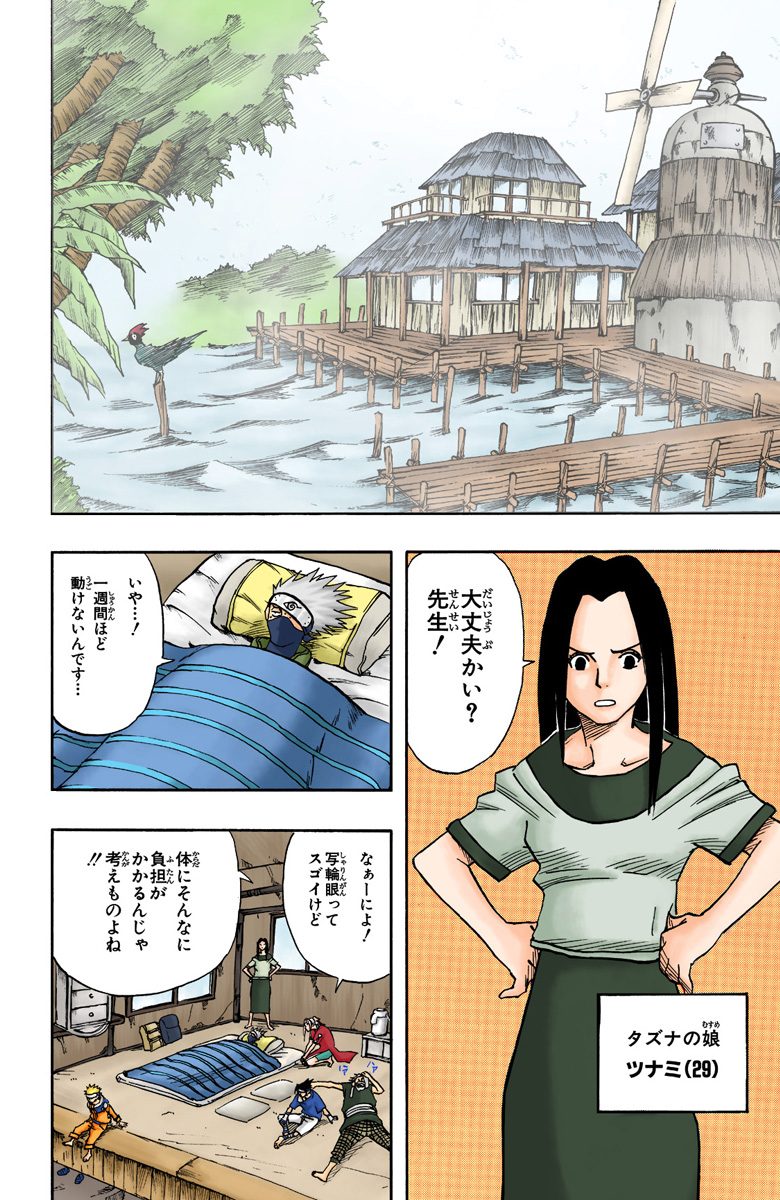 大丈夫かい?
先生!
タズナの娘
ツナミ(29)
いや…!
一週間ほど
動けないんです…
なぁーによ!
写輪眼って
スゴイけど
体にそんなに
負担が
かかるんじゃ
考えものよね
!!